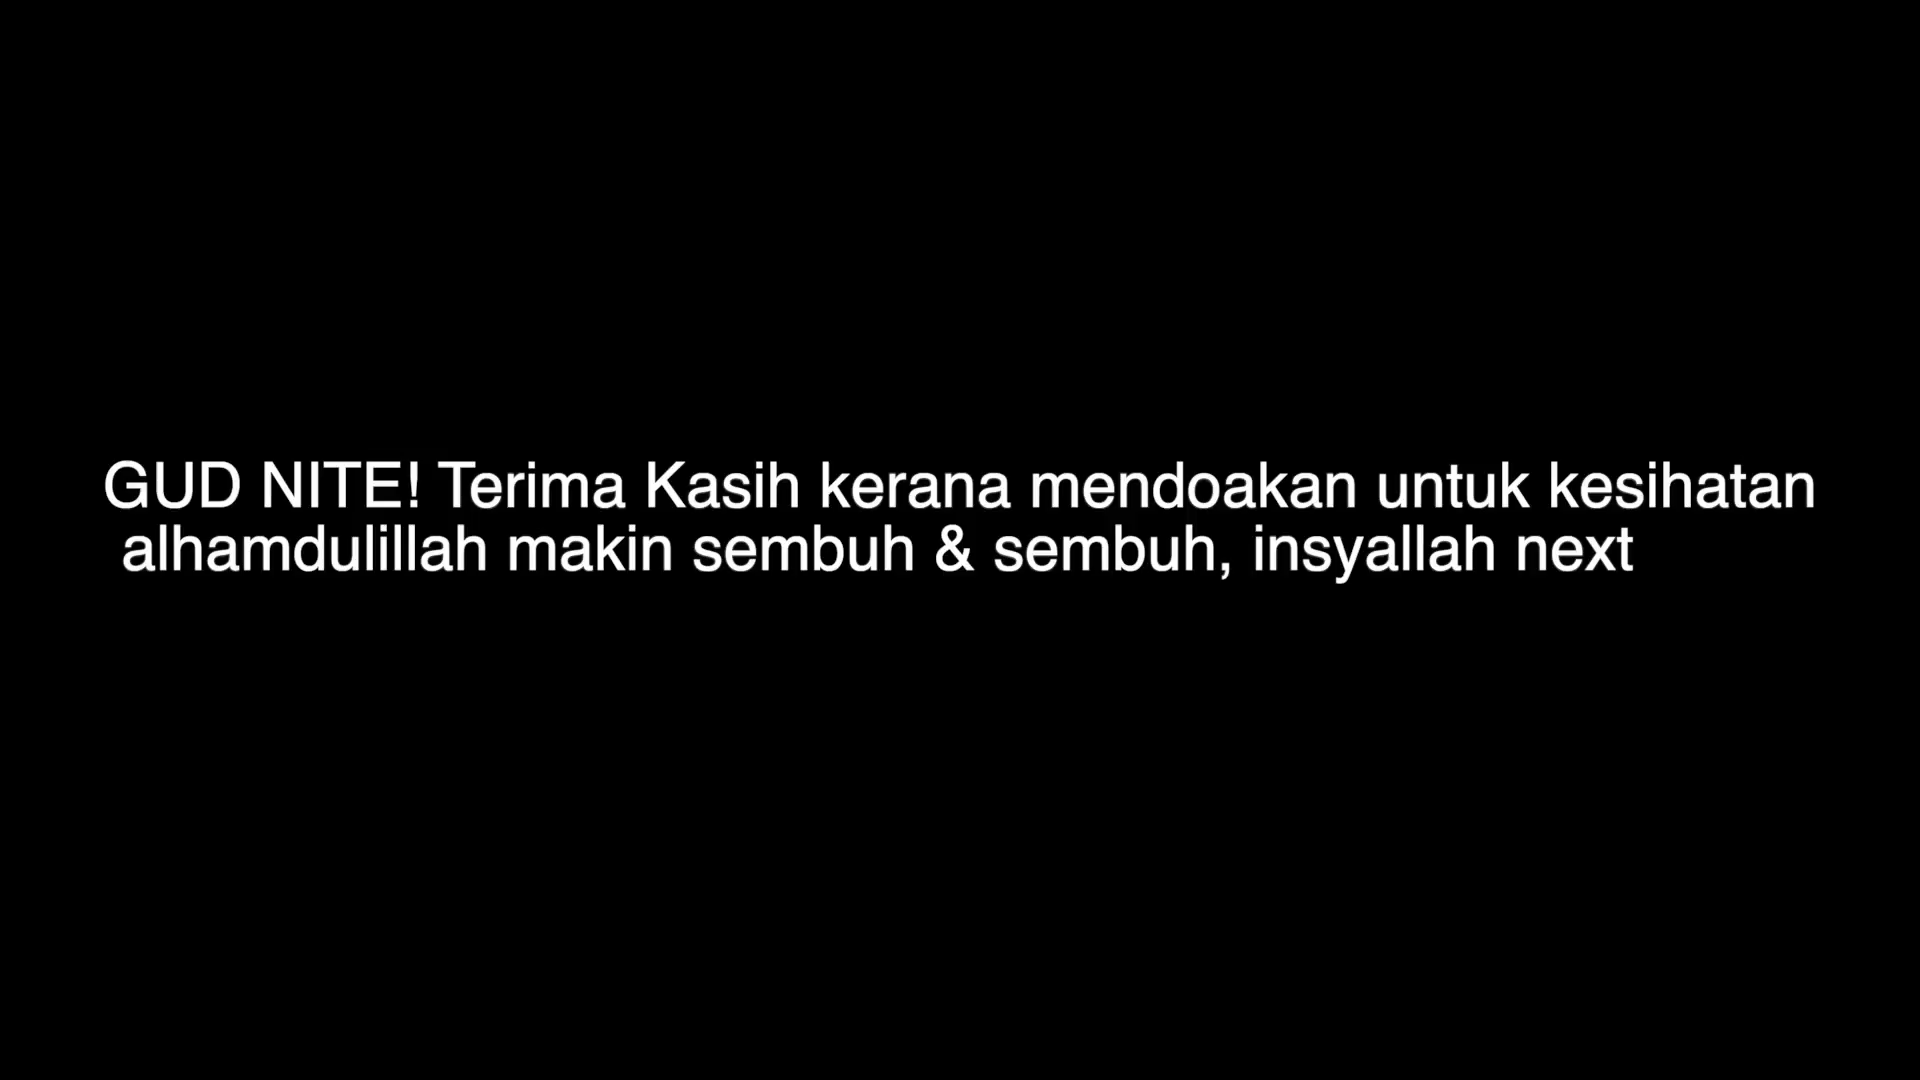 GUD NITE! Terima Kasih kerana mendoakan untuk kesihatan
alhamdulillah makin sembuh & sembuh, insyallah next